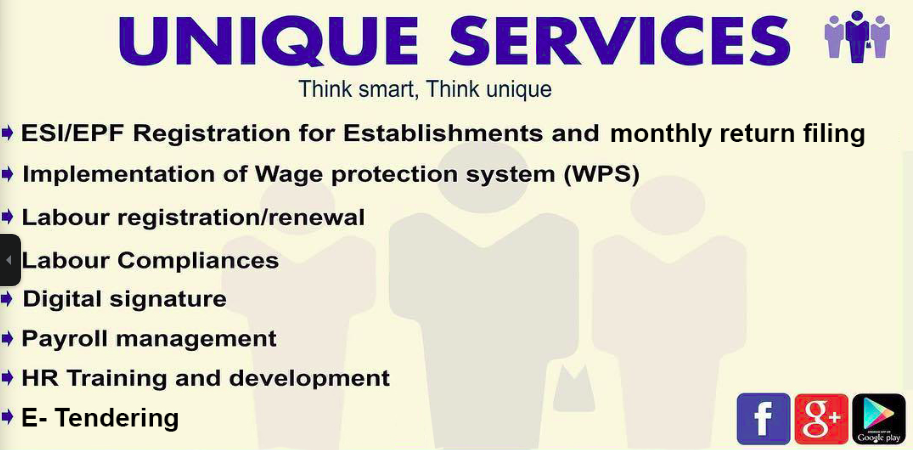 UNIQUE SERVICES
Think smart, Think unique
ESI/EPF Registration for Establishments and monthly return filing
Implementation of Wage protection system (WPS)
Labour registration/renewal
Labour Compliances
Digital signature
Payroll management
HR Training and development
E- Tendering
f g+ Google play